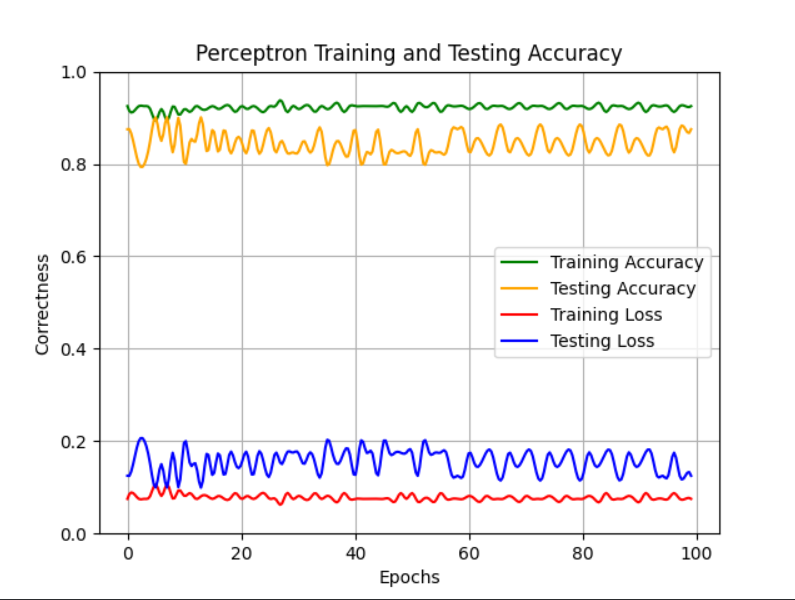 Perceptron Training and Testing Accuracy
1.0
0.8
0.6
0.4
0.2
0.0
Correctness
Training Accuracy
Testing Accuracy
Training Loss
Testing Loss
0 20 40 60 80 100
Epochs